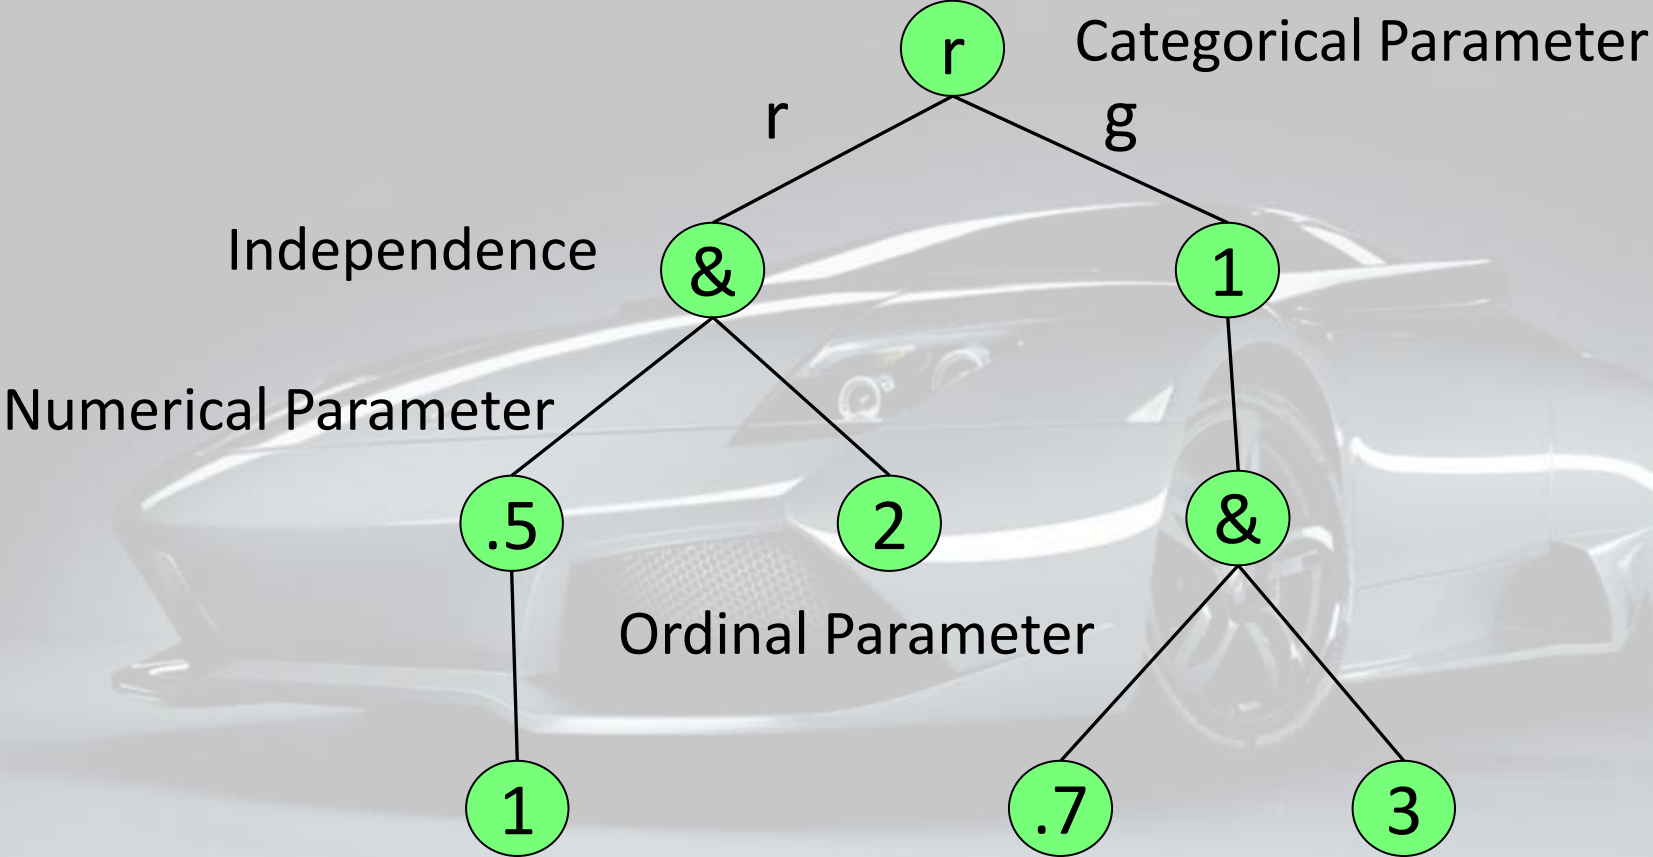 r
Categorical Parameter
r
g
Independence
&
1
Numerical Parameter
.5
2
&
Ordinal Parameter
1
.7
3